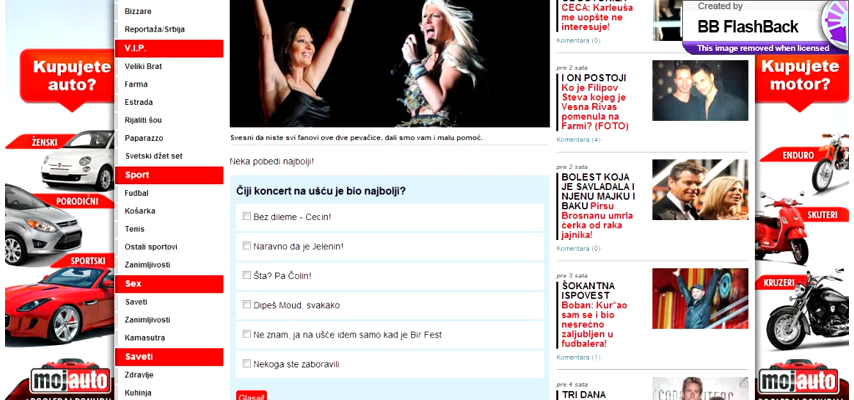 Kupujete
auto?
ŽENSKI
PORODIČNI
SPORTSKI
mojauto
Bizzare
Reportaža/Srbija
V.I.P.
Veliki Brat
Farma
Estrada
Rijaliti šou
Paparazzo
Svetski džet set
Sport
Fudbal
Košarka
Tenis
Ostali sportovi
Zanimljivosti
Sex
Saveti
Zanimljivosti
Kamasutra
Saveti
Zdravlje
Kuhinja
Svesni da niste svi fanovi ove dve pevačice, dali smo vam i malu pomoć.
Neka pobedi najbolji!
Čiji koncert na ušću je bio najbolji?
Bez dileme - Cecin!
Naravno da je Jelenin!
Šta? Pa Čolin!
Dipeš Moud, svakako
Ne znam, ja na ušće idem samo kad je Bir Fest.
Nekoga ste zaboravili.
Glasaj!
CECA: Karleuša
me uopšte ne
interesuje!
Komentara (0)
pre 2 sata
I ON POSTOJI
Ko je Filipov
Steva kojeg je
Vesna Rivas
pomenula na
Farmi? (FOTO)
Komentara (4)
pre 2 sata
BOLEST KOJA
JE SAVLADALA I
NJENU MAJKU I
BAKU Pirsu
Brosnanu umrla
ćerka od raka
jajnika!
Komentara (0)
pre 3 sata
ŠOKANTNA
ISPOVEST
Boban: Kur*ao
sam se i bio
nesrećno
zaljubljen u
fudbalera!
Komentara (1)
pre 4 sata
TRI DANA
Created by
BB FlashBack
This image removed when licensed
Kupujete
motor?
ENDURO
SKUTERI
KRUZERI
mojauto